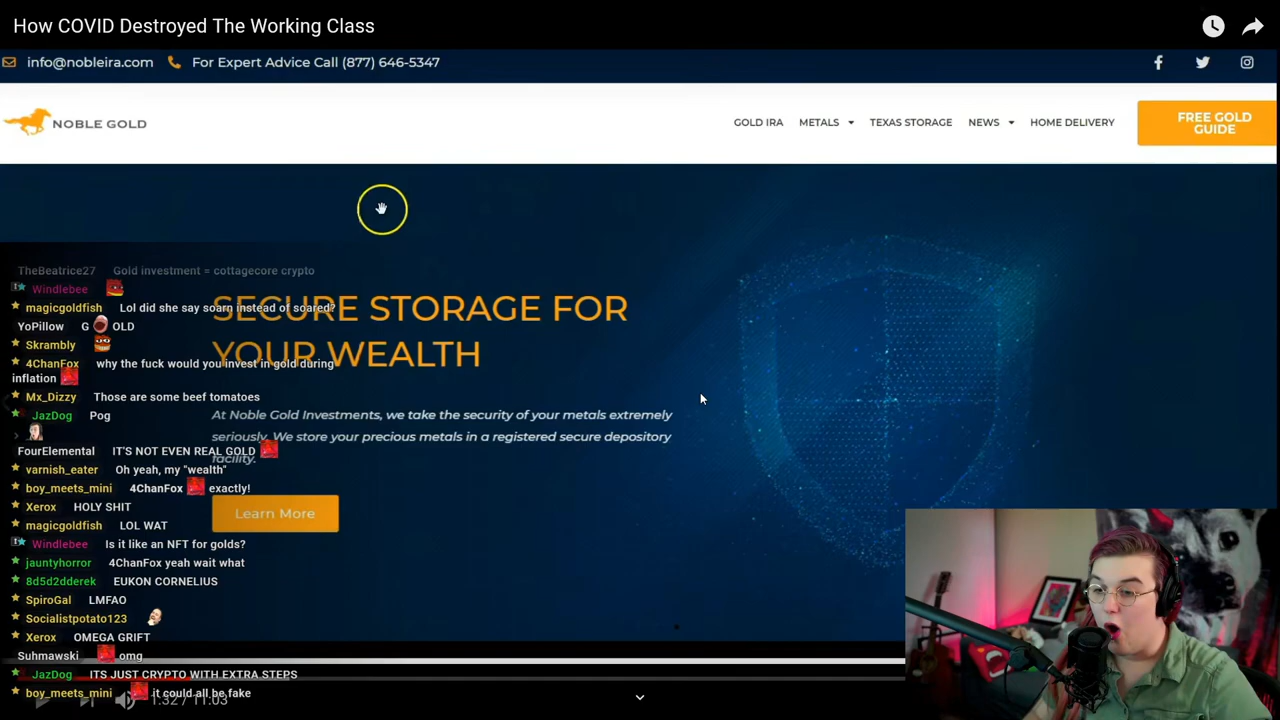 How COVID Destroyed The Working Class
info@nobleira.com For Expert Advice Call (877) 646-5347
NOBLE GOLD
GOLD IRA METALS TEXAS STORAGE NEWS HOME DELIVERY
FREE GOLD
GUIDE
SECURE STORAGE FOR
YOUR WEALTH
At Noble Gold Investments, we take the security of your metals extremely
seriously. We store your precious metals in a registered secure depository
facility.
Learn More
TheBeatrice27 Gold investment = cottagecore crypto
Windlebee
magicgoldfish Lol did she say soarn instead of soared?
YoPillow G OLD
Skrambly
4ChanFox why the fuck would you invest in gold during
inflation
Mx_Dizzy Those are some beef tomatoes
JazDog Pog
FourElemental IT'S NOT EVEN REAL GOLD
varnish_eater Oh yeah, my "wealth"
boy_meets_mini 4ChanFox exactly!
Xerox HOLY SHIT
magicgoldfish LOL WAT
Windlebee Is it like an NFT for golds?
jauntyhorror 4ChanFox yeah wait what
8d5d2dderek EUKON CORNELIUS
SpiroGal LMFAO
Socialistpotato123
Xerox OMEGA GRIFT
Suhmawski omg
JazDog ITS JUST CRYPTO WITH EXTRA STEPS
boy_meets_mini it could all be fake
1:32 / 11:03